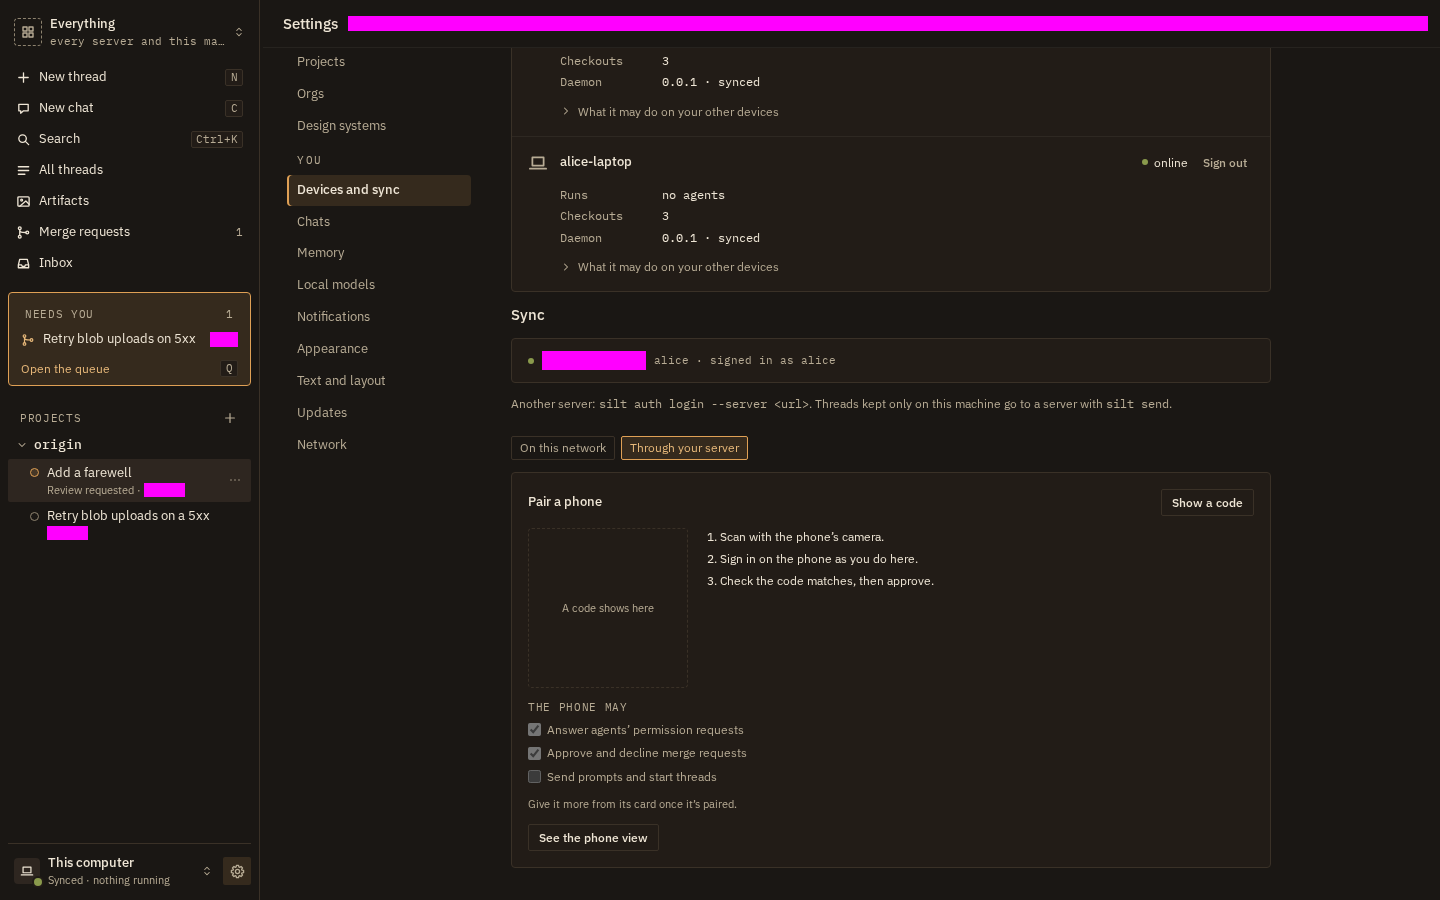 Everything
every server and this ma…
New thread N
New chat C
Search Ctrl+K
All threads
Artifacts
Merge requests 1
Inbox
NEEDS YOU 1
Retry blob uploads on 5xx
Open the queue Q
PROJECTS
origin
Add a farewell
Review requested ·
Retry blob uploads on a 5xx
This computer
Synced · nothing running
Settings
Projects
Orgs
Design systems
YOU
Devices and sync
Chats
Memory
Local models
Notifications
Appearance
Text and layout
Updates
Network
Checkouts 3
Daemon 0.0.1 · synced
What it may do on your other devices
alice-laptop online Sign out
Runs no agents
Checkouts 3
Daemon 0.0.1 · synced
What it may do on your other devices
Sync
alice · signed in as alice
Another server: silt auth login --server <url>. Threads kept only on this machine go to a server with silt send.
On this network Through your server
Pair a phone Show a code
A code shows here
1. Scan with the phone’s camera.
2. Sign in on the phone as you do here.
3. Check the code matches, then approve.
THE PHONE MAY
Answer agents’ permission requests
Approve and decline merge requests
Send prompts and start threads
Give it more from its card once it’s paired.
See the phone view